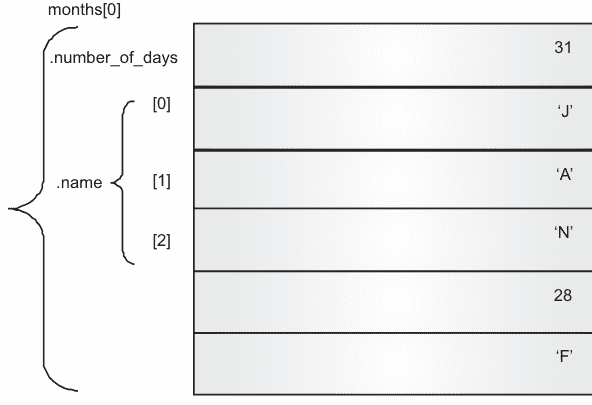 months[0]
.number_of_days 31
[0] ‘J’
.name [1] ‘A’
[2] ‘N’
28
‘F’